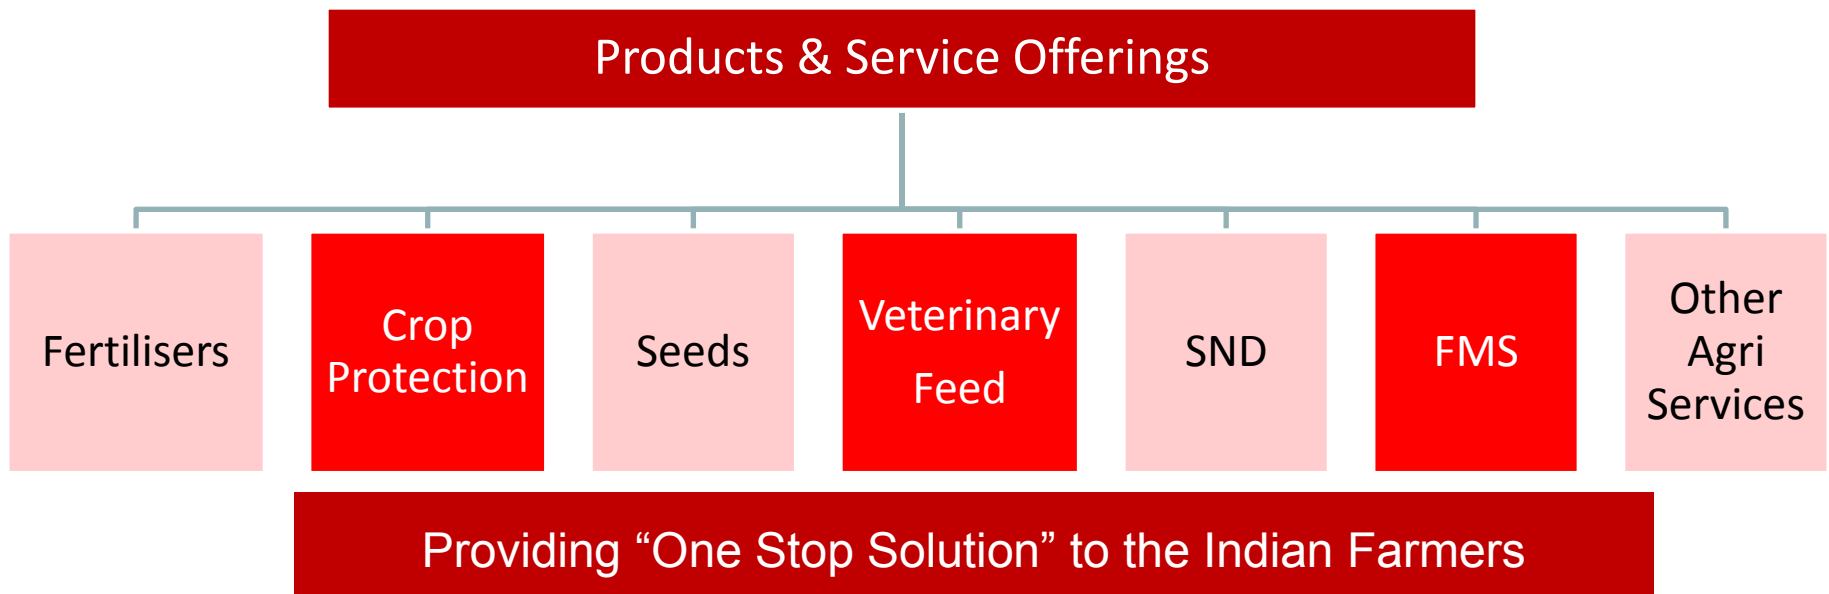 Products & Service Offerings
Fertilisers
Crop
Protection
Seeds
Veterinary
Feed
SND
FMS
Other
Agri
Services
Providing “One Stop Solution” to the Indian Farmers